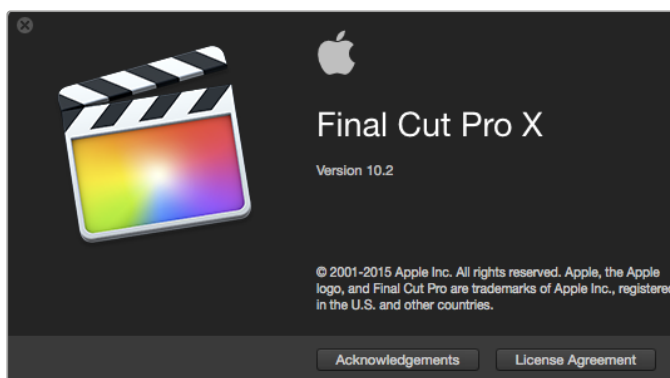 Final Cut Pro X
Version 10.2
© 2001-2015 Apple Inc. All rights reserved. Apple, the Apple
logo, and Final Cut Pro are trademarks of Apple Inc., registered
in the U.S. and other countries.
Acknowledgements
License Agreement